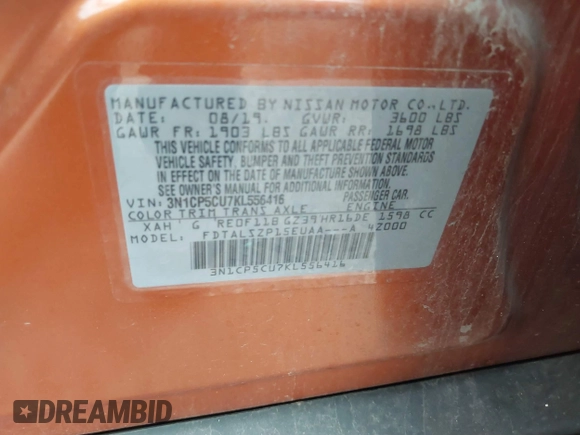 MANUFACTURED BY NISSAN MOTOR CO.,LTD.
DATE: 08/19. GVWR: 3600 LBS
GAWR FR: 1903 LBS GAWR RR: 1698 LBS
THIS VEHICLE CONFORMS TO ALL APPLICABLE FEDERAL MOTOR
VEHICLE SAFETY, BUMPER AND THEFT PREVENTION STANDARDS
IN EFFECT ON THE DATE OF MANUFACTURE SHOWN ABOVE.
* SEE OWNER'S MANUAL FOR ADDITIONAL INFORMATION.
VIN: 3N1CP5CU7KL556416 PASSENGER CAR.
COLOR TRIM TRANS AXLE ENGINE
XAH G RE0F11B GZ39 HR16DE 1598 CC
MODEL: FDTALSZP15EUAA---A 4Z000
3N1CP5CU7KL556416
DREAMBID